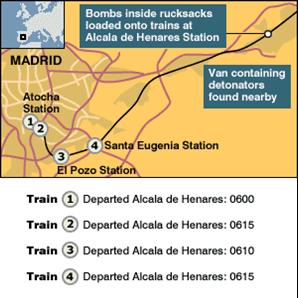 Bombs inside rucksacks
loaded onto trains at
Alcala de Henares Station
MADRID
Van containing
detonators
found nearby
Atocha
Station
1
2
4 Santa Eugenia Station
3
El Pozo Station
Train 1 Departed Alcala de Henares: 0600
Train 2 Departed Alcala de Henares: 0615
Train 3 Departed Alcala de Henares: 0610
Train 4 Departed Alcala de Henares: 0615